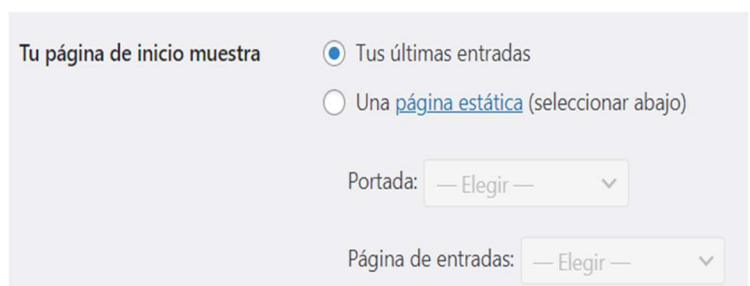 Tu página de inicio muestra
Tus últimas entradas
Una página estática (seleccionar abajo)
Portada: — Elegir —
Página de entradas: — Elegir —